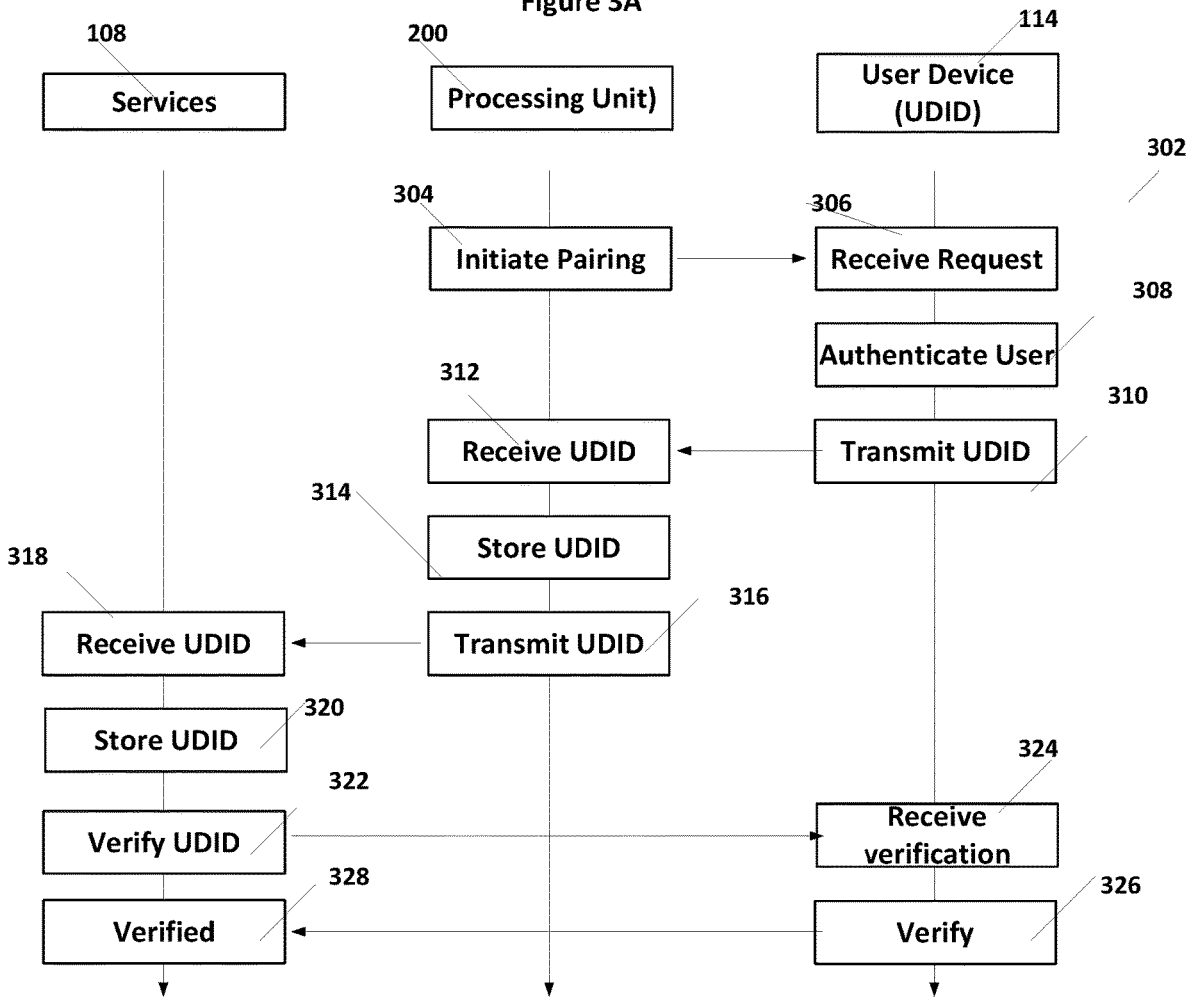 Figure 3A
108
200
114
Services
Processing Unit)
User Device
(UDID)
302
304
306
Initiate Pairing
Receive Request
308
Authenticate User
312
310
Receive UDID
Transmit UDID
314
Store UDID
318
316
Receive UDID
Transmit UDID
320
Store UDID
324
322
Verify UDID
Receive
verification
328
326
Verified
Verify